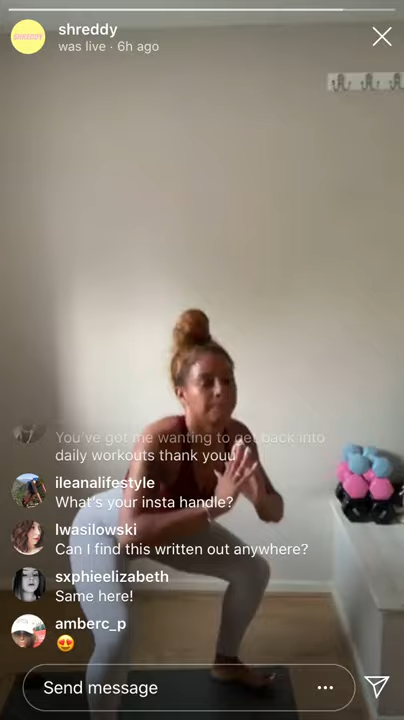 SHREDDY
shreddy
was live · 6h ago
You've got me wanting to get back into
daily workouts thank youu
ileanalifestyle
What's your insta handle?
lwasilowski
Can I find this written out anywhere?
sxphieelizabeth
Same here!
amberc_p
😍
Send message